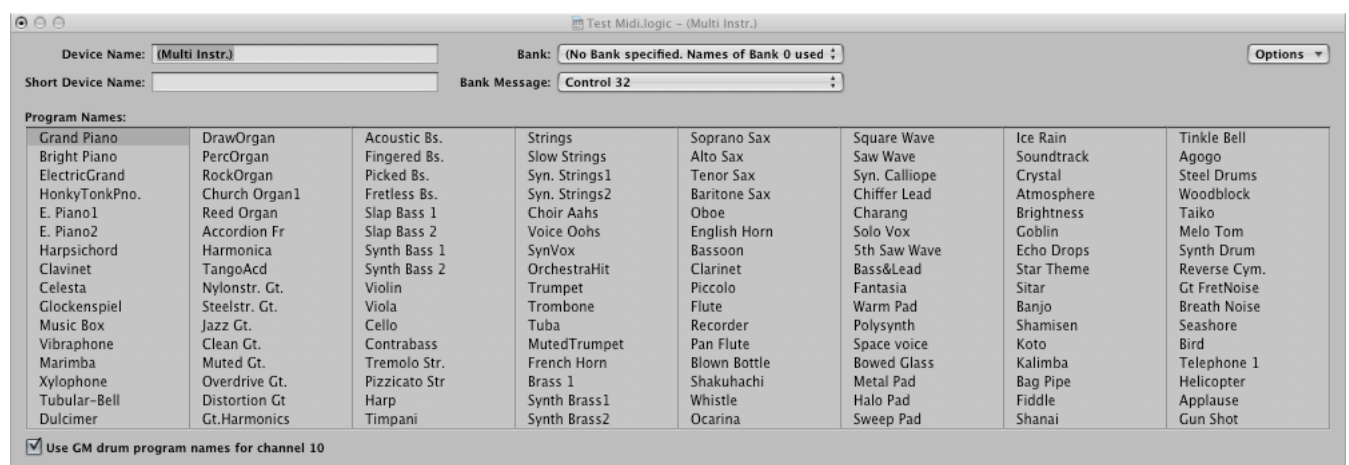 Test Midi.logic – (Multi Instr.)
Device Name: (Multi Instr.) Bank: (No Bank specified. Names of Bank 0 used Options
Short Device Name: Bank Message: Control 32
Program Names:
Grand Piano DrawOrgan Acoustic Bs. Strings Soprano Sax Square Wave Ice Rain Tinkle Bell
Bright Piano PercOrgan Fingered Bs. Slow Strings Alto Sax Saw Wave Soundtrack Agogo
ElectricGrand RockOrgan Picked Bs. Syn. Strings1 Tenor Sax Syn. Calliope Crystal Steel Drums
HonkyTonkPno. Church Organ1 Fretless Bs. Syn. Strings2 Baritone Sax Chiffer Lead Atmosphere Woodblock
E. Piano1 Reed Organ Slap Bass 1 Choir Aahs Oboe Charang Brightness Taiko
E. Piano2 Accordion Fr Slap Bass 2 Voice Oohs English Horn Solo Vox Goblin Melo Tom
Harpsichord Harmonica Synth Bass 1 SynVox Bassoon 5th Saw Wave Echo Drops Synth Drum
Clavinet TangoAcd Synth Bass 2 OrchestraHit Clarinet Bass&Lead Star Theme Reverse Cym.
Celesta Nylonstr. Gt. Violin Trumpet Piccolo Fantasia Sitar Gt FretNoise
Glockenspiel Steelstr. Gt. Viola Trombone Flute Warm Pad Banjo Breath Noise
Music Box Jazz Gt. Cello Tuba Recorder Polysynth Shamisen Seashore
Vibraphone Clean Gt. Contrabass MutedTrumpet Pan Flute Space voice Koto Bird
Marimba Muted Gt. Tremolo Str. French Horn Blown Bottle Bowed Glass Kalimba Telephone 1
Xylophone Overdrive Gt. Pizzicato Str Brass 1 Shakuhachi Metal Pad Bag Pipe Helicopter
Tubular-Bell Distortion Gt Harp Synth Brass1 Whistle Halo Pad Fiddle Applause
Dulcimer Gt.Harmonics Timpani Synth Brass2 Ocarina Sweep Pad Shanai Gun Shot
Use GM drum program names for channel 10